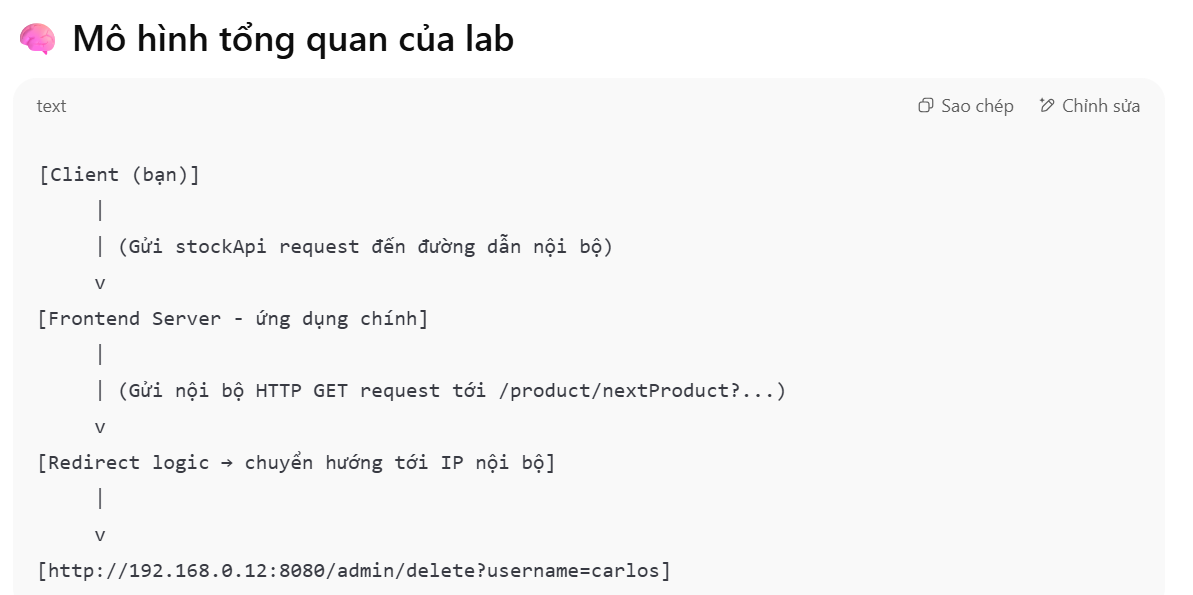 🧠 Mô hình tổng quan của lab
text
Sao chép
Chỉnh sửa
[Client (bạn)]
     |
     | (Gửi stockApi request đến đường dẫn nội bộ)
     v
[Frontend Server - ứng dụng chính]
     |
     | (Gửi nội bộ HTTP GET request tới /product/nextProduct?...)
     v
[Redirect logic → chuyển hướng tới IP nội bộ]
     |
     v
[http://192.168.0.12:8080/admin/delete?username=carlos]